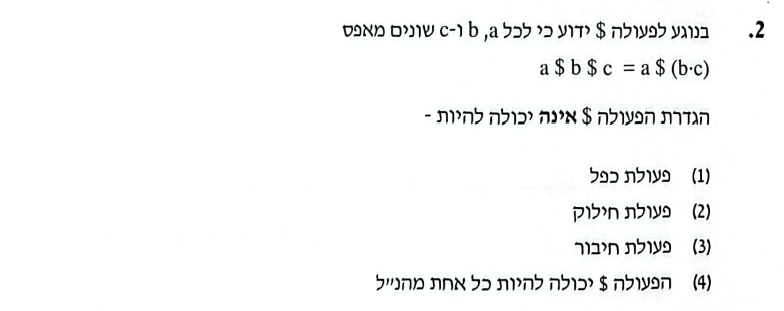 .2 בנוגע לפעולה $ ידוע כי לכל a, b ו-c שונים מאפס
a $ b $ c = a $ (b·c)
הגדרת הפעולה $ אינה יכולה להיות -
(1) פעולת כפל
(2) פעולת חילוק
(3) פעולת חיבור
(4) הפעולה $ יכולה להיות כל אחת מהנ"ל